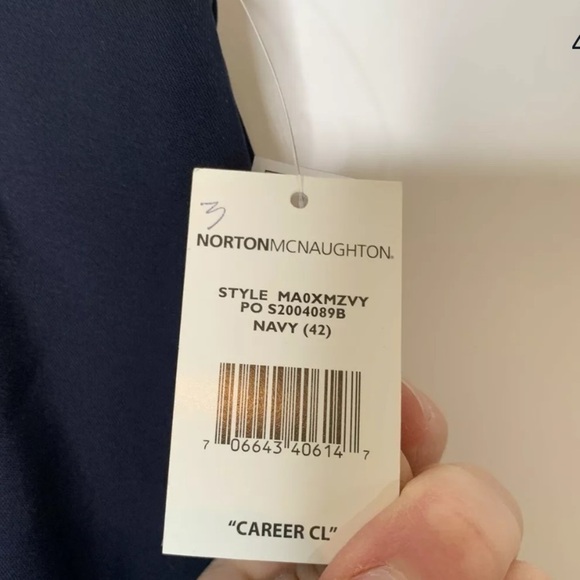 3
NORTONMCNAUGHTON®
STYLE MA0XMZVY
PO S2004089B
NAVY (42)
7 06643 40614 7
"CAREER CL"